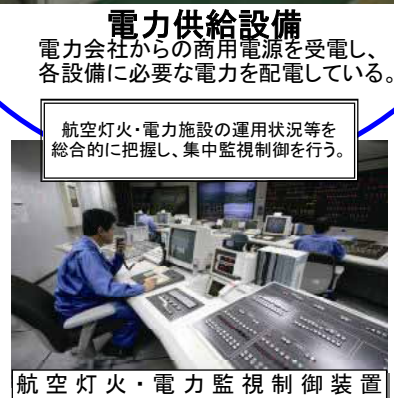 電力供給設備
電力会社からの商用電源を受電し、
各設備に必要な電力を配電している。
航空灯火・電力施設の運用状況等を
総合的に把握し、集中監視制御を行う。
航空灯火・電力監視制御装置